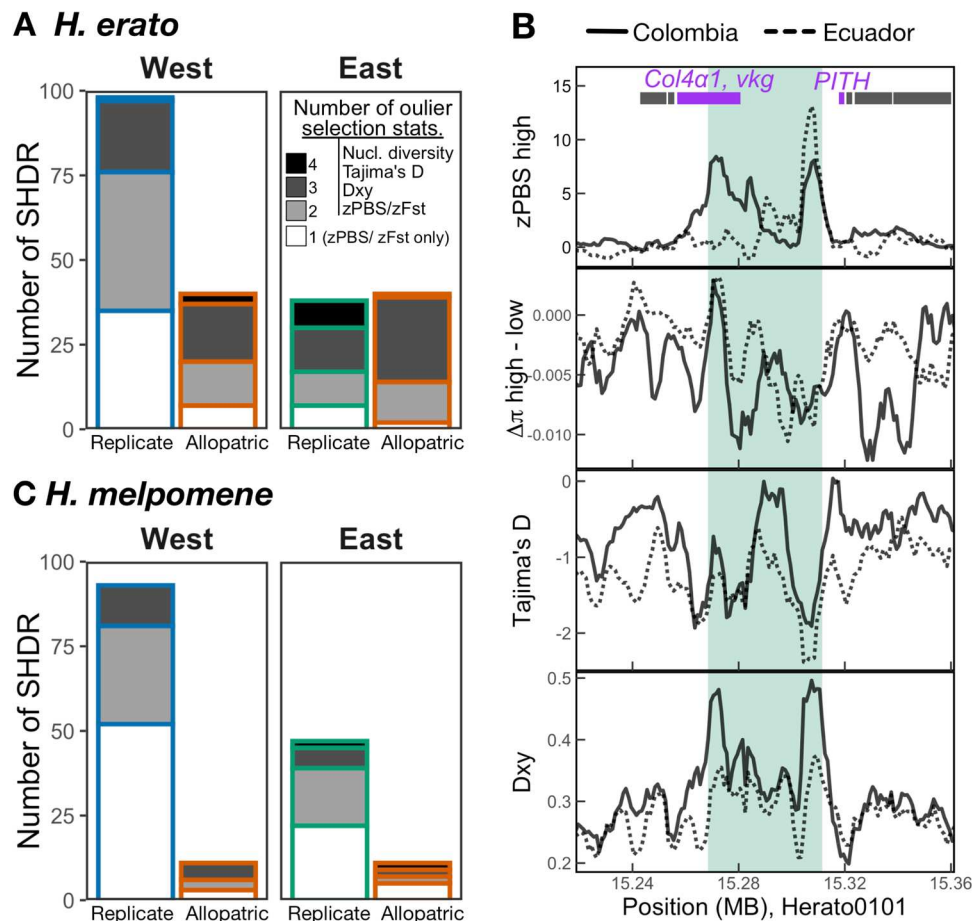 A H. erato
West
East
Number of SHDR
100
75
50
25
0
Number of oulier
selection stats.
4
3
2
Nucl. diversity
Tajima's D
Dxy
zPBS/zFst
1 (zPBS/ zFst only)
Replicate Allopatric
Replicate Allopatric
C H. melpomene
West
East
Number of SHDR
100
75
50
25
0
Replicate Allopatric
Replicate Allopatric
B
Colombia Ecuador
Col4α1, vkg
PITH
zPBS high
15
10
5
0
Δπ high - low
0.000
-0.005
-0.010
Tajima's D
0
-1
-2
Dxy
0.5
0.4
0.3
0.2
15.24 15.28 15.32 15.36
Position (MB), Herato0101